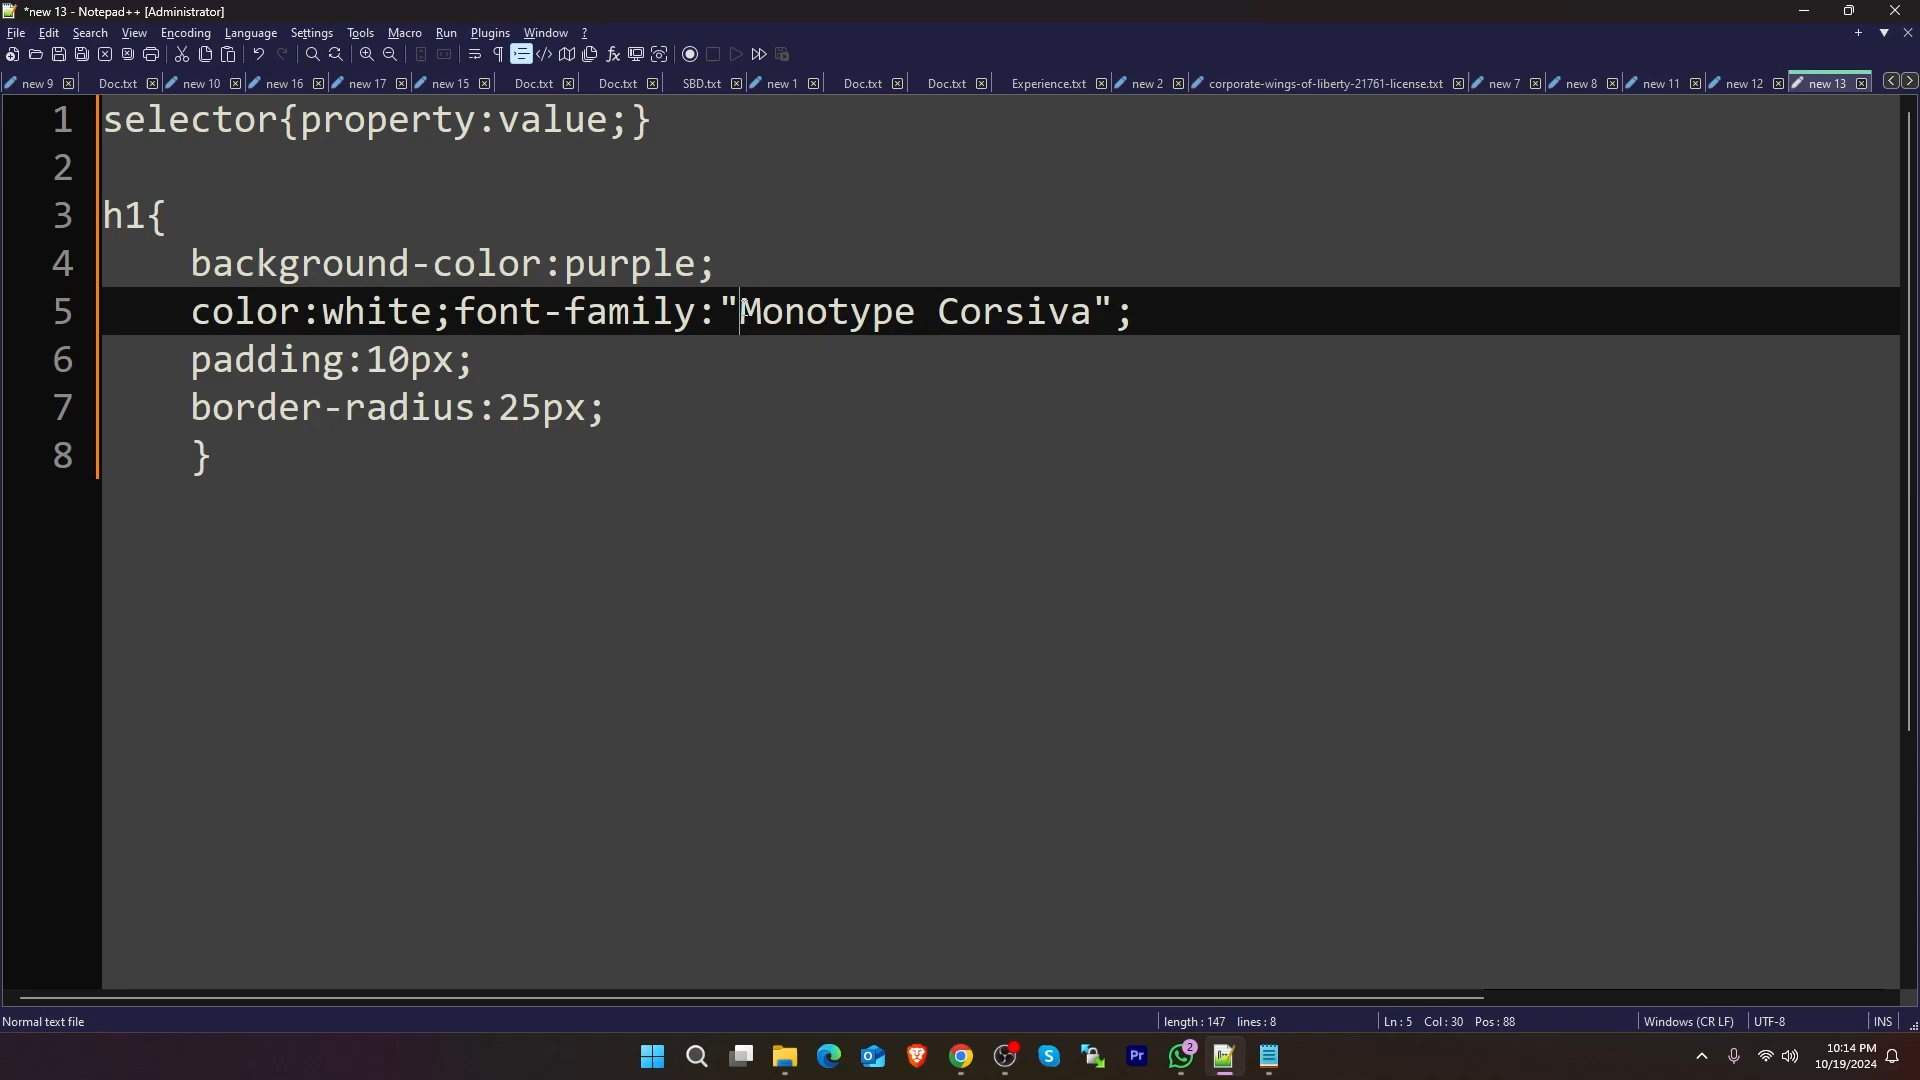 *new 13 - Notepad++ [Administrator]
File Edit Search View Encoding Language Settings Tools Macro Run Plugins Window ?
new 9 Doc.txt new 10 new 16 new 17 new 15 Doc.txt Doc.txt SBD.txt new 1 Doc.txt Doc.txt Experience.txt new 2 corporate-wings-of-liberty-21761-license.txt new 7 new 8 new 11 new 12 new 13
1 selector{property:value;}
2
3 h1{
4 background-color:purple;
5 color:white;font-family:"Monotype Corsiva";
6 padding:10px;
7 border-radius:25px;
8 }
Normal text file length : 147 lines : 8 Ln : 5 Col : 30 Pos : 88 Windows (CR LF) UTF-8 INS
Pr 2 10:14 PM
10/19/2024